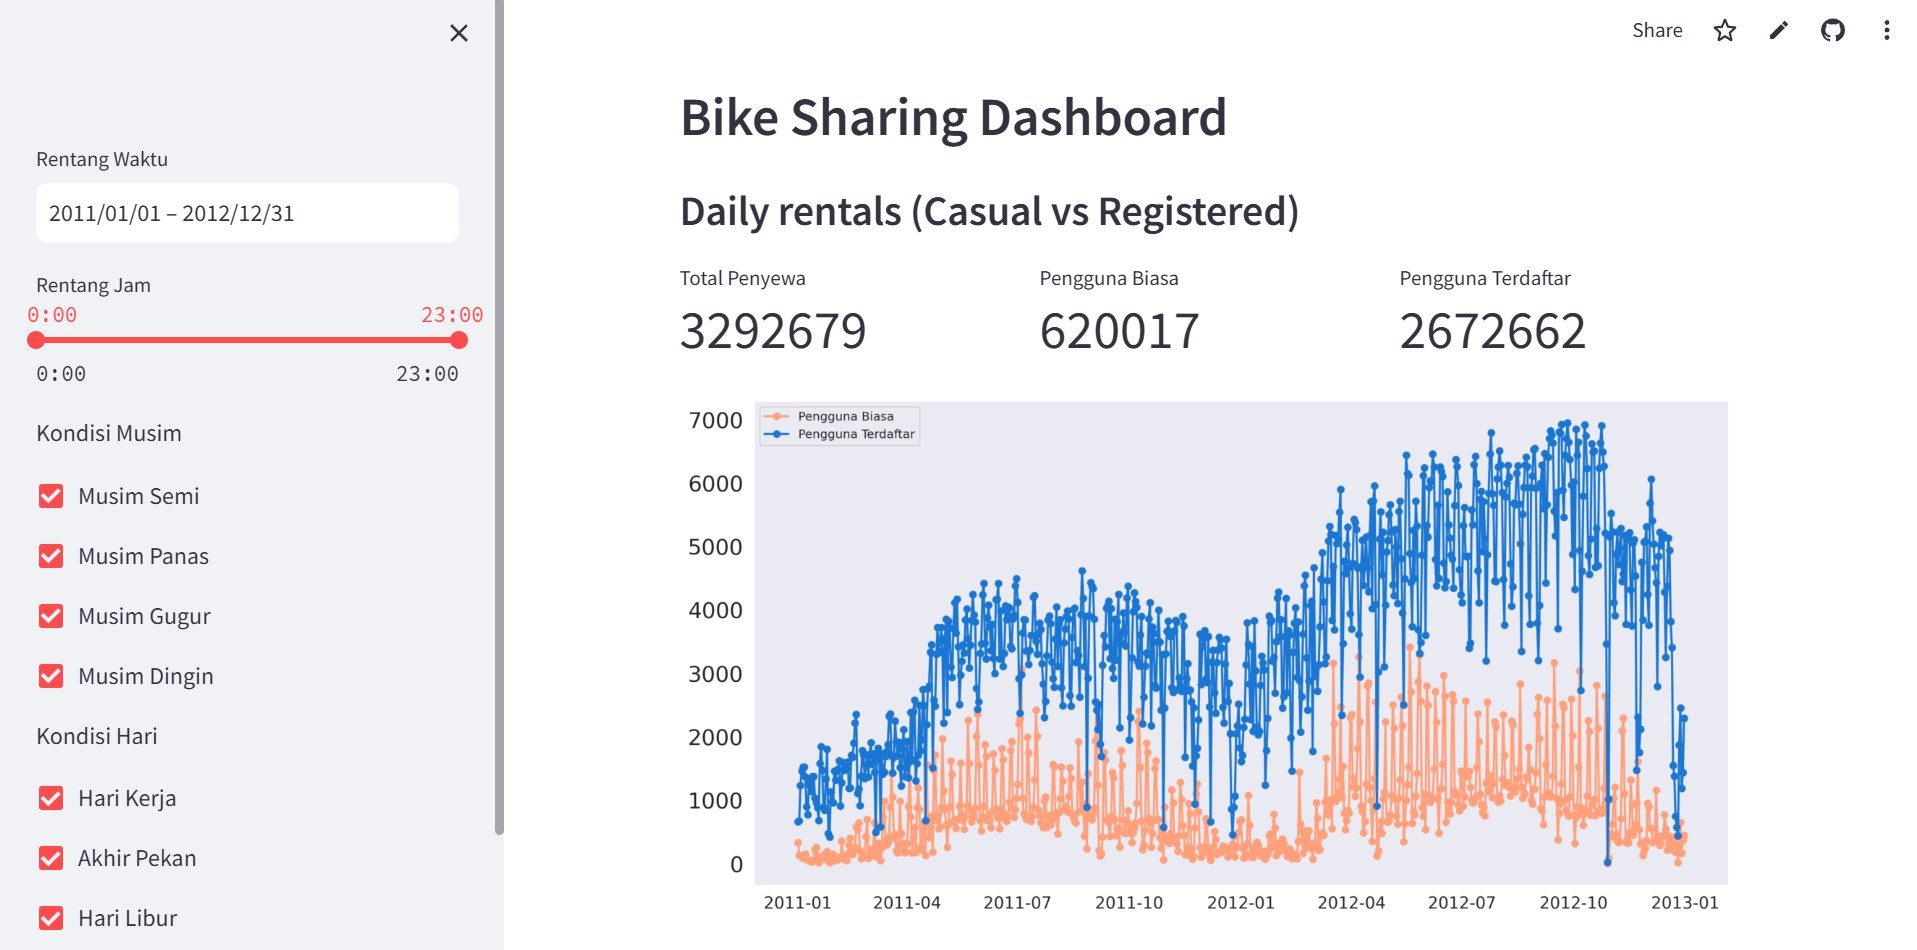 Rentang Waktu
2011/01/01 – 2012/12/31
Rentang Jam
0:00 23:00
0:00 23:00
Kondisi Musim
Musim Semi
Musim Panas
Musim Gugur
Musim Dingin
Kondisi Hari
Hari Kerja
Akhir Pekan
Hari Libur
Share
Bike Sharing Dashboard
Daily rentals (Casual vs Registered)
Total Penyewa Pengguna Biasa Pengguna Terdaftar
3292679 620017 2672662
Pengguna Biasa
Pengguna Terdaftar
7000
6000
5000
4000
3000
2000
1000
0
2011-01 2011-04 2011-07 2011-10 2012-01 2012-04 2012-07 2012-10 2013-01